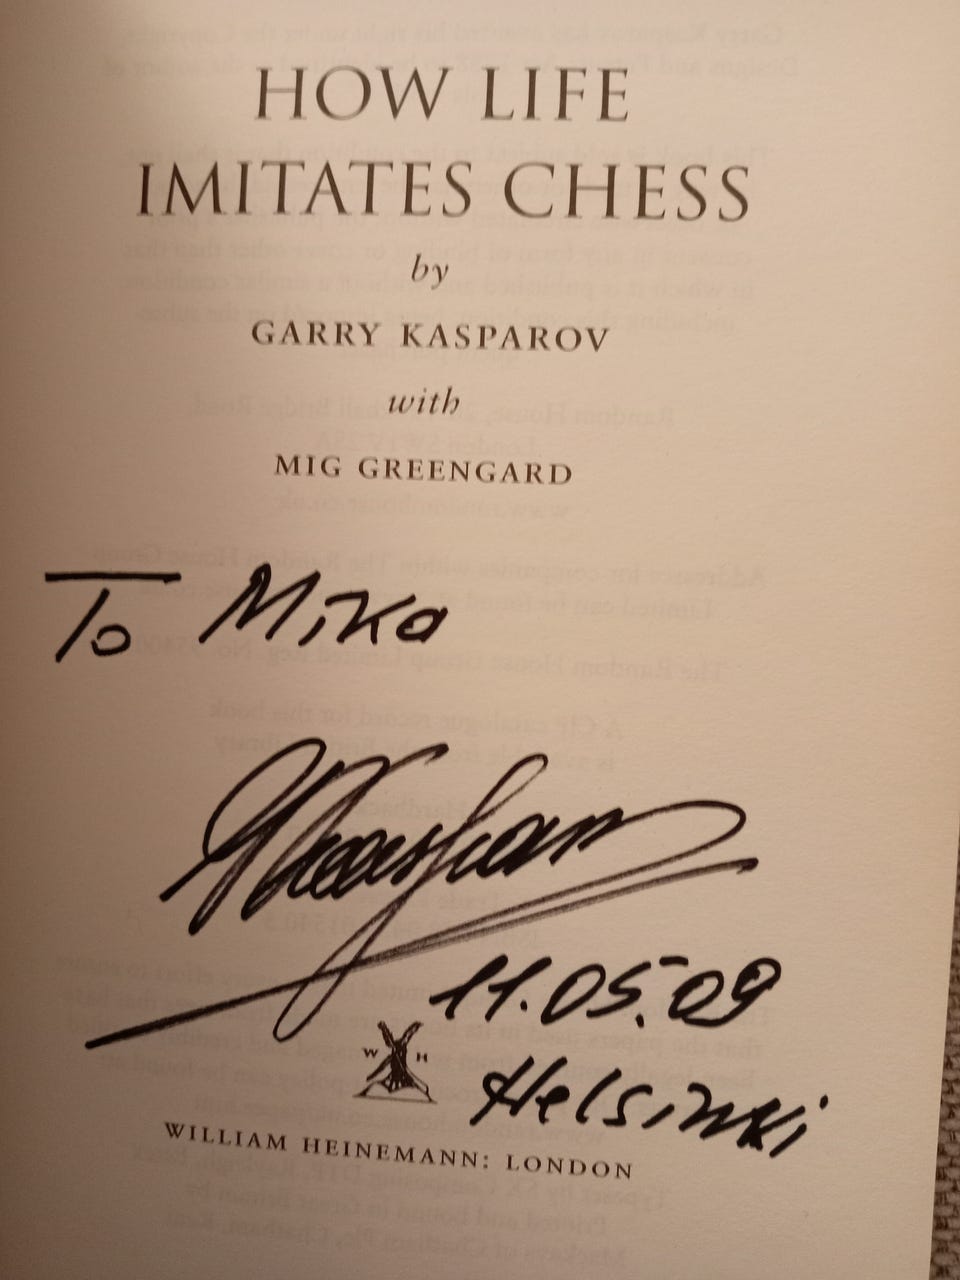 HOW LIFE
IMITATES CHESS
by
GARRY KASPAROV
with
MIG GREENGARD
To Mika
11.05.09
W H
Helsinki
WILLIAM HEINEMANN: LONDON